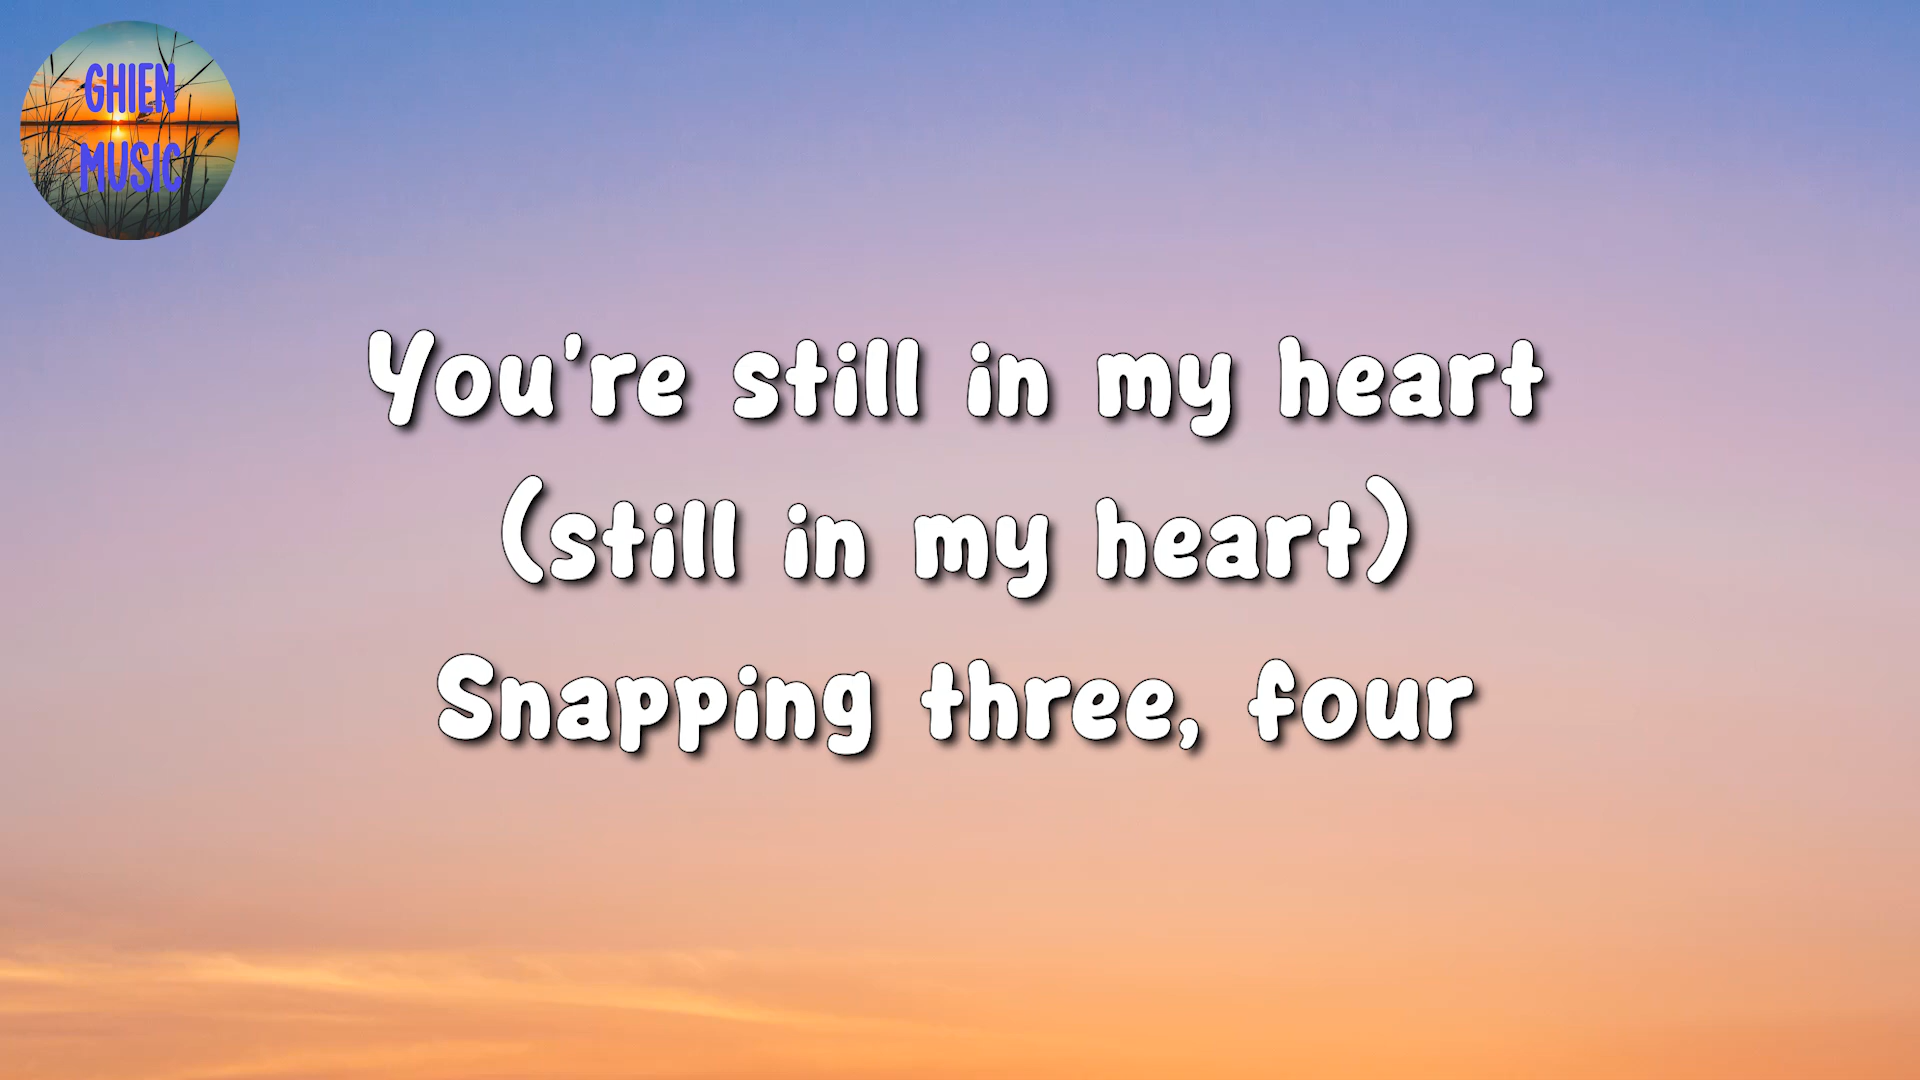 GHIEN
MUSIC
You're still in my heart
(still in my heart)
Snapping three, four